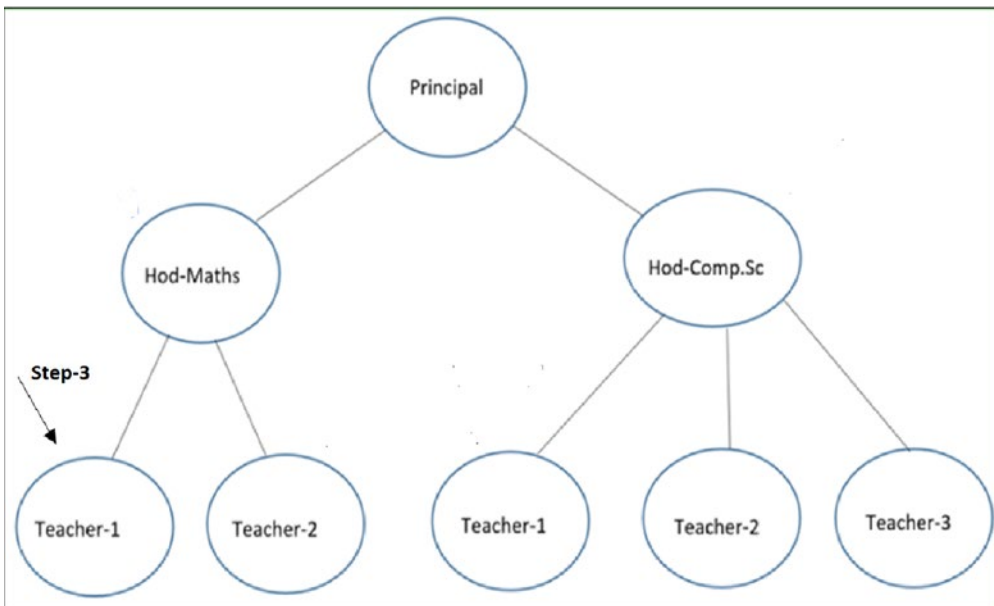 Principal
Hod-Maths
Hod-Comp.Sc
Step-3
Teacher-1
Teacher-2
Teacher-1
Teacher-2
Teacher-3